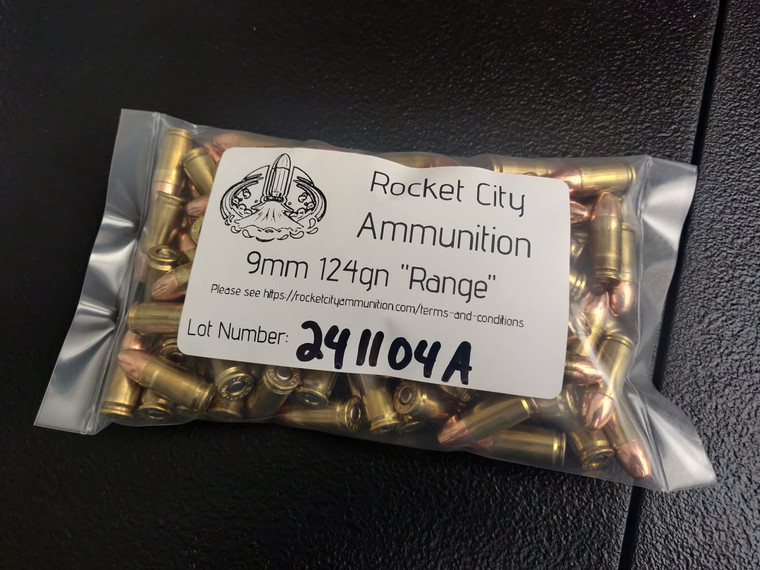 Rocket City
Ammunition
9mm 124gn "Range"
Please see https://rocketcityammunition.com/terms-and-conditions
Lot Number: 241104A